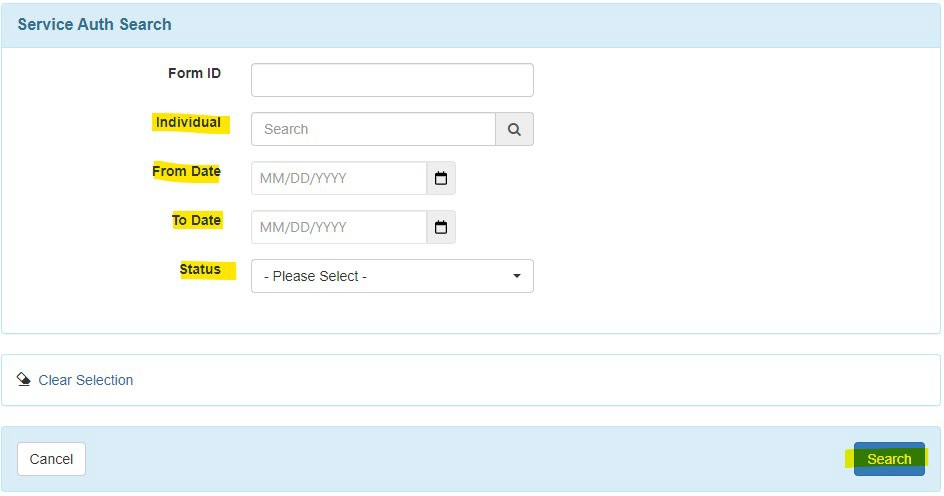 Service Auth Search
Form ID
Individual
Search
From Date
MM/DD/YYYY
To Date
MM/DD/YYYY
Status
- Please Select -
Clear Selection
Cancel
Search